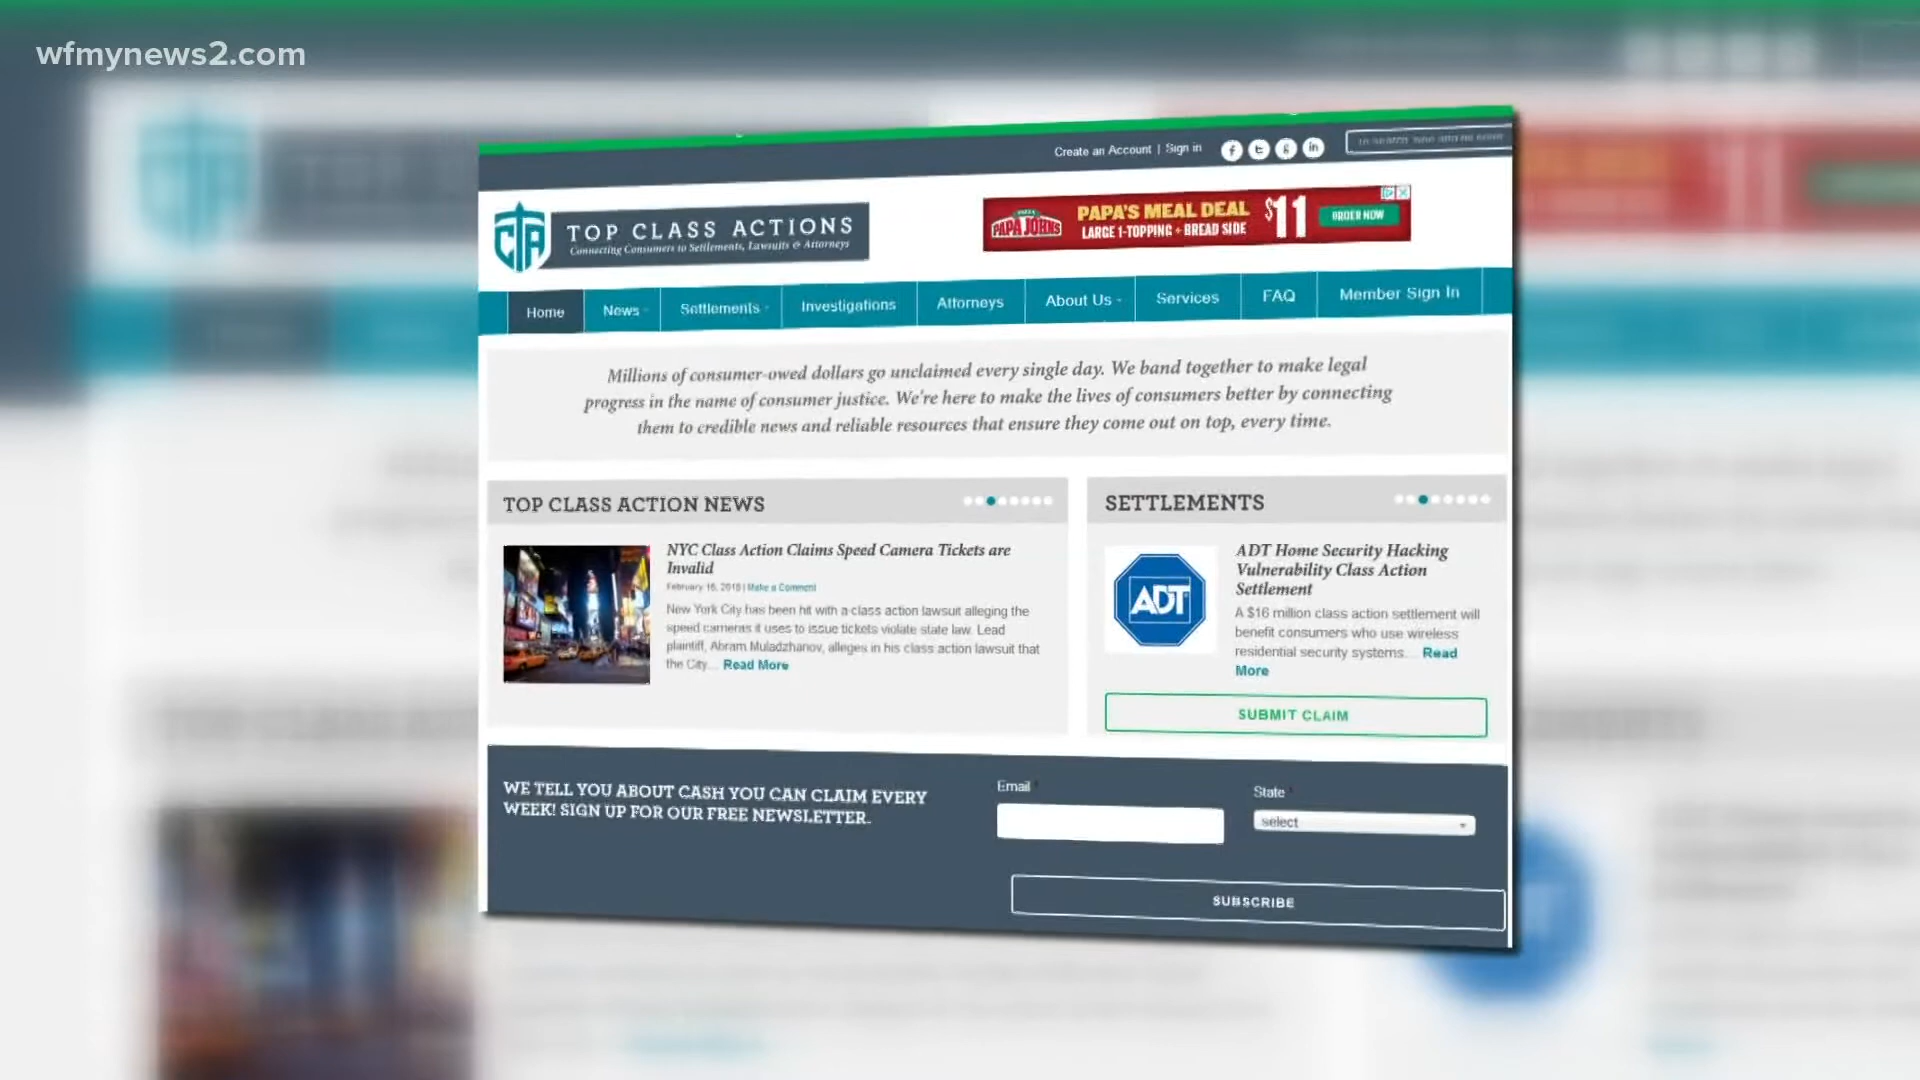 wfmynews2.com
Create an Account | Sign in
CTA
TOP CLASS ACTIONS
Connecting Consumers to Settlements, Lawsuits & Attorneys
PAPA JOHNS
PAPA'S MEAL DEAL
LARGE 1-TOPPING + BREAD SIDE
$11
ORDER NOW
Home
News
Settlements
Investigations
Attorneys
About Us
Services
FAQ
Member Sign In
Millions of consumer-owed dollars go unclaimed every single day. We band together to make legal
progress in the name of consumer justice. We're here to make the lives of consumers better by connecting
them to credible news and reliable resources that ensure they come out on top, every time.
TOP CLASS ACTION NEWS
NYC Class Action Claims Speed Camera Tickets are
Invalid
February 16, 2018 | Make a Comment
New York City has been hit with a class action lawsuit alleging the
speed cameras it uses to issue tickets violate state law. Lead
plaintiff, Abram Muladzhanov, alleges in his class action lawsuit that
the City... Read More
SETTLEMENTS
ADT
ADT Home Security Hacking
Vulnerability Class Action
Settlement
A $16 million class action settlement will
benefit consumers who use wireless
residential security systems... Read
More
SUBMIT CLAIM
WE TELL YOU ABOUT CASH YOU CAN CLAIM EVERY
WEEK! SIGN UP FOR OUR FREE NEWSLETTER.
Email
State
select
SUBSCRIBE